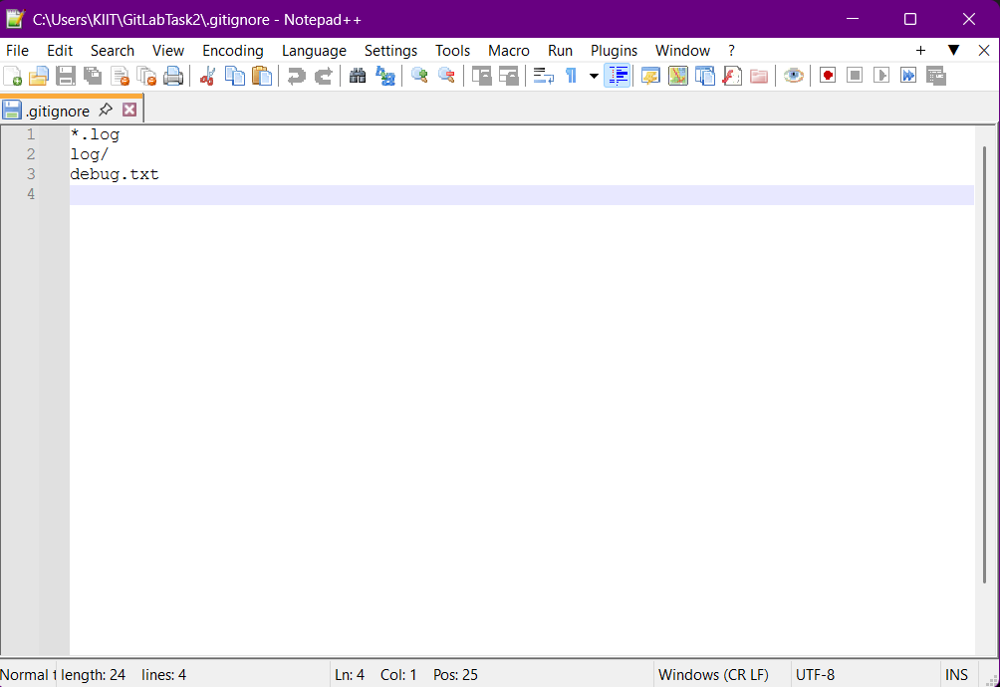 C:\Users\KIIT\GitLabTask2\.gitignore - Notepad++
File Edit Search View Encoding Language Settings Tools Macro Run Plugins Window ? + ▼ X
.gitignore
1 *.log
2 log/
3 debug.txt
4
Normal t length: 24 lines: 4 Ln: 4 Col: 1 Pos: 25 Windows (CR LF) UTF-8 INS